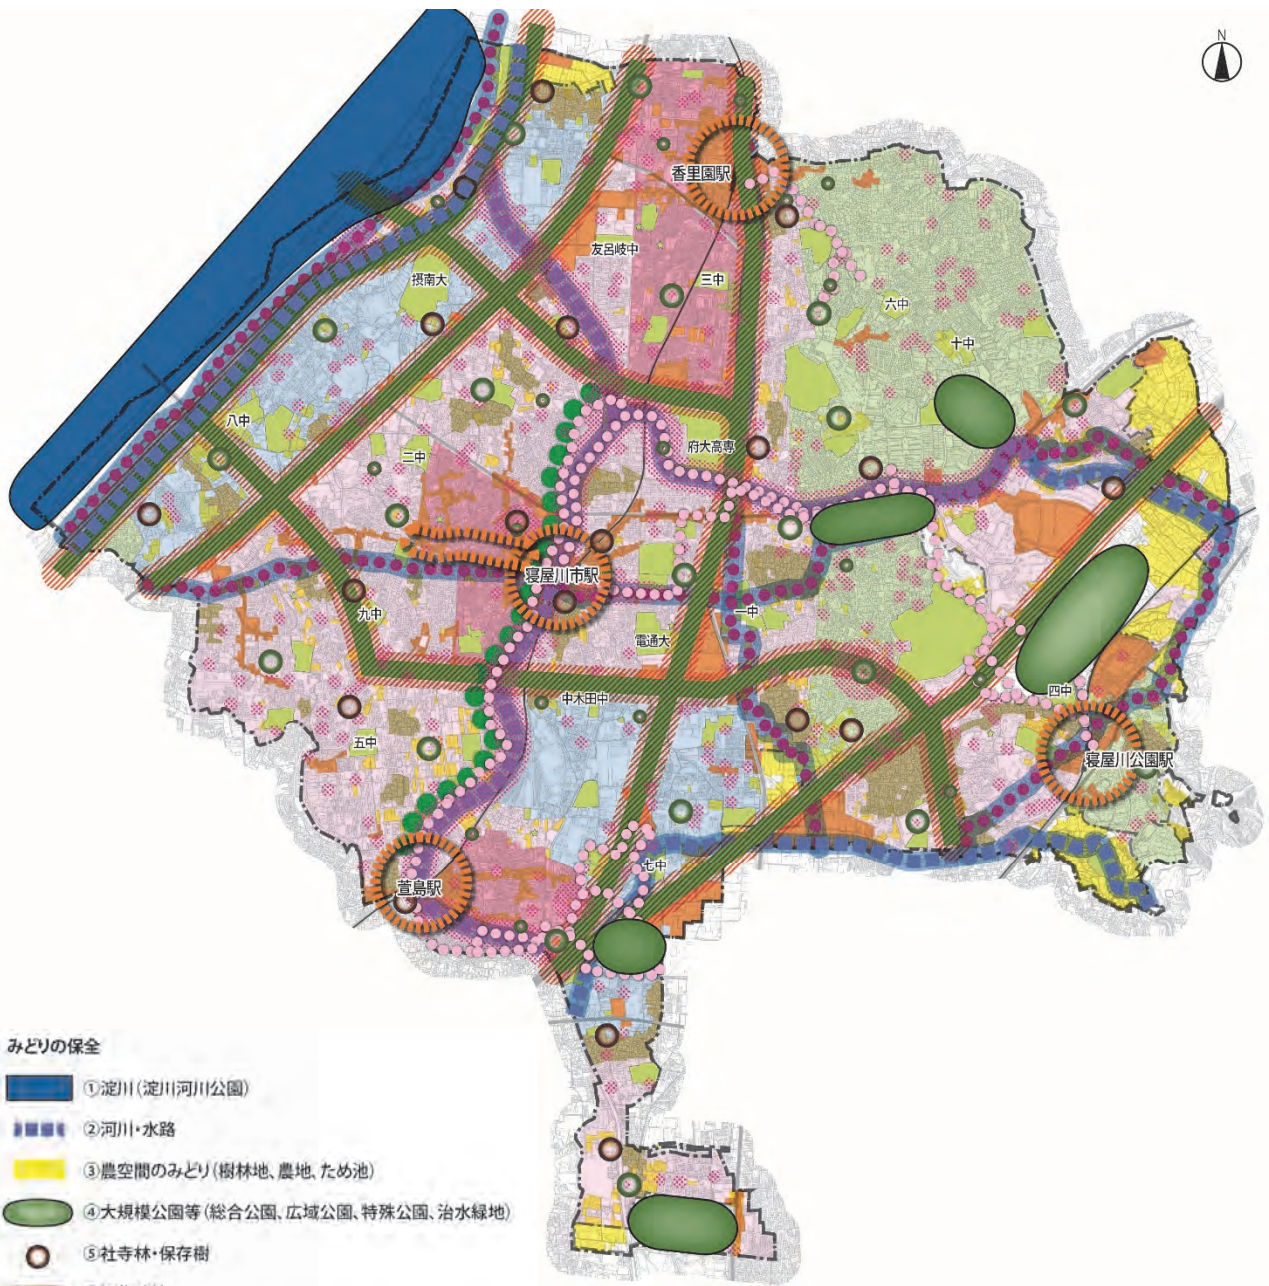 N
香里園駅
友呂岐中
三中
摂南大
六中
十中
八中
二中
府大高専
寝屋川市駅
九中
一中
電通大
中木田中
四中
五中
寝屋川公園駅
七中
萱島駅
みどりの保全
①淀川(淀川河川公園)
②河川・水路
③農空間のみどり(樹林地、農地、ため池)
④大規模公園等(総合公園、広域公園、特殊公園、治水緑地)
⑤社寺林・保存樹